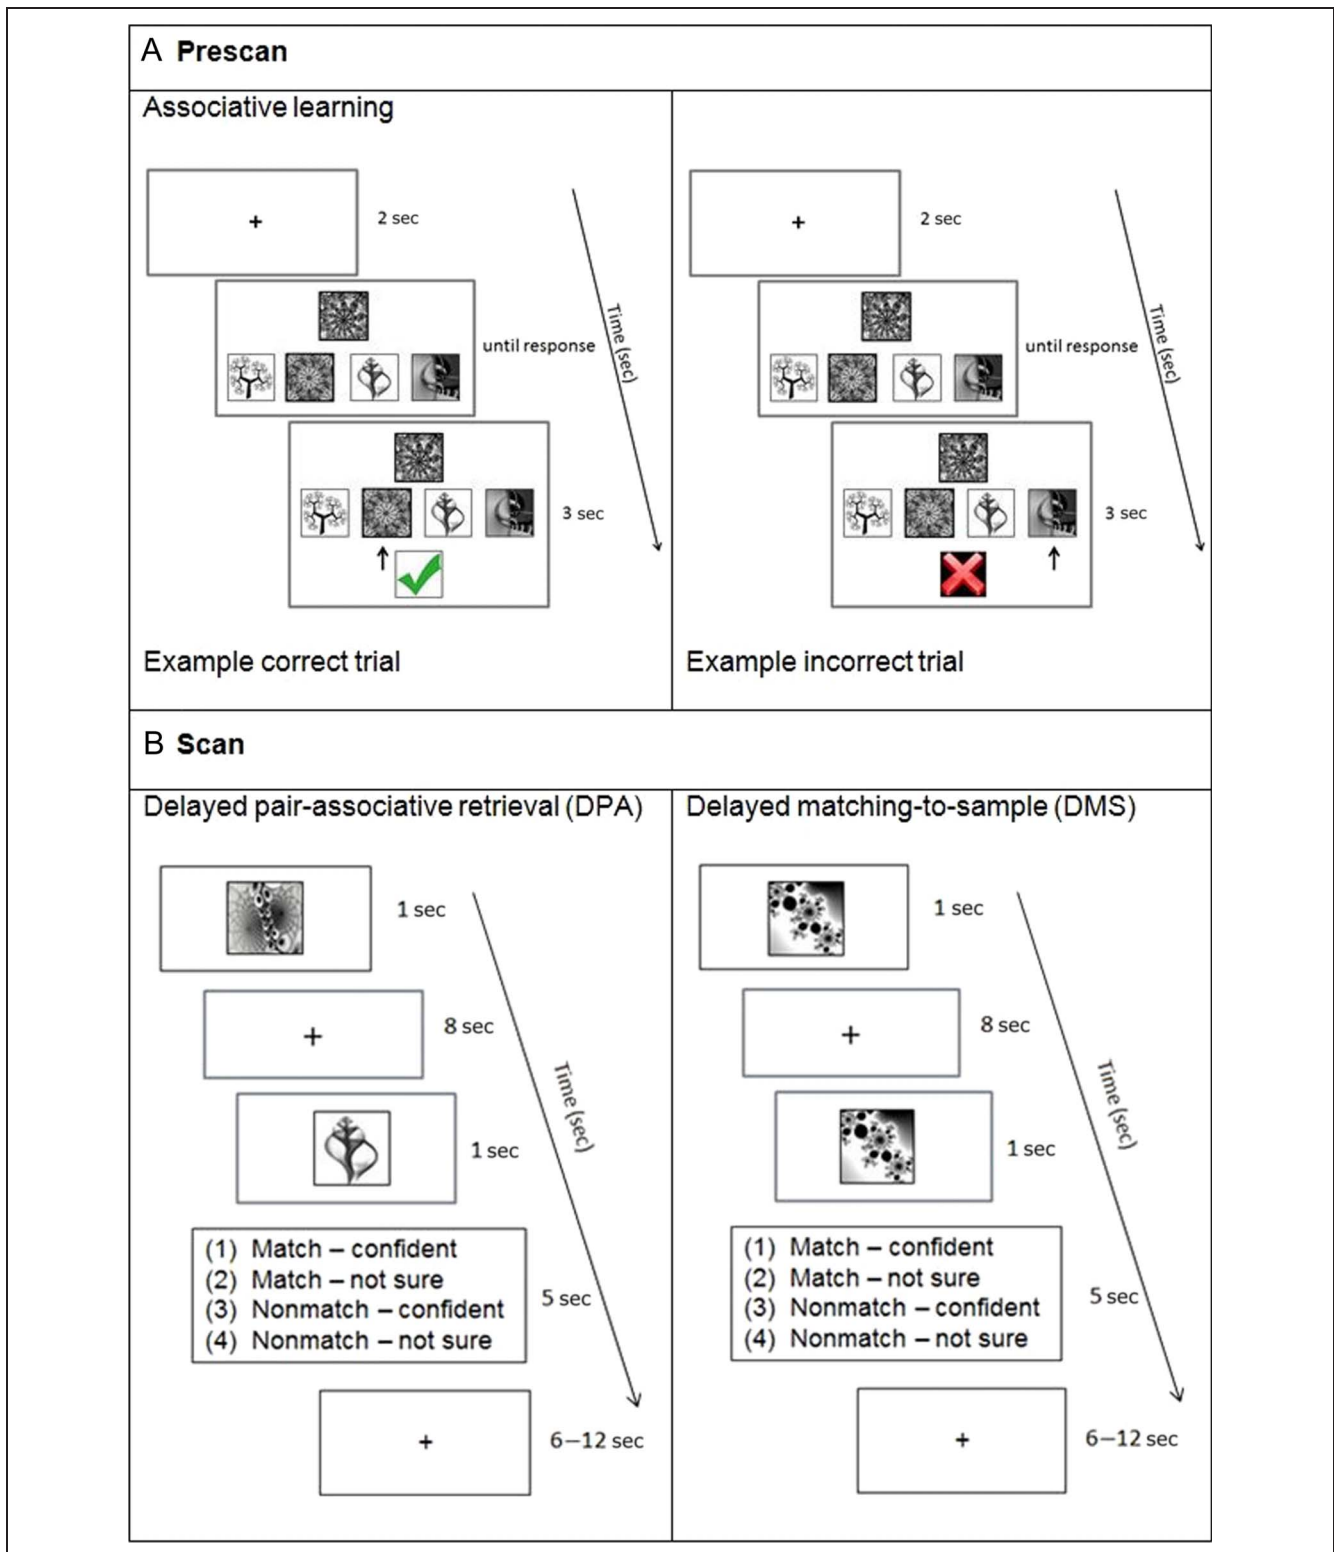 A Prescan
Associative learning
+
2 sec
until response
3 sec
Time (sec)
Example correct trial
+
2 sec
until response
3 sec
Time (sec)
Example incorrect trial
B Scan
Delayed pair-associative retrieval (DPA)
1 sec
+
8 sec
1 sec
Time (sec)
(1) Match – confident
(2) Match – not sure
(3) Nonmatch – confident
(4) Nonmatch – not sure
5 sec
+
6–12 sec
Delayed matching-to-sample (DMS)
1 sec
+
8 sec
1 sec
Time (sec)
(1) Match – confident
(2) Match – not sure
(3) Nonmatch – confident
(4) Nonmatch – not sure
5 sec
+
6–12 sec